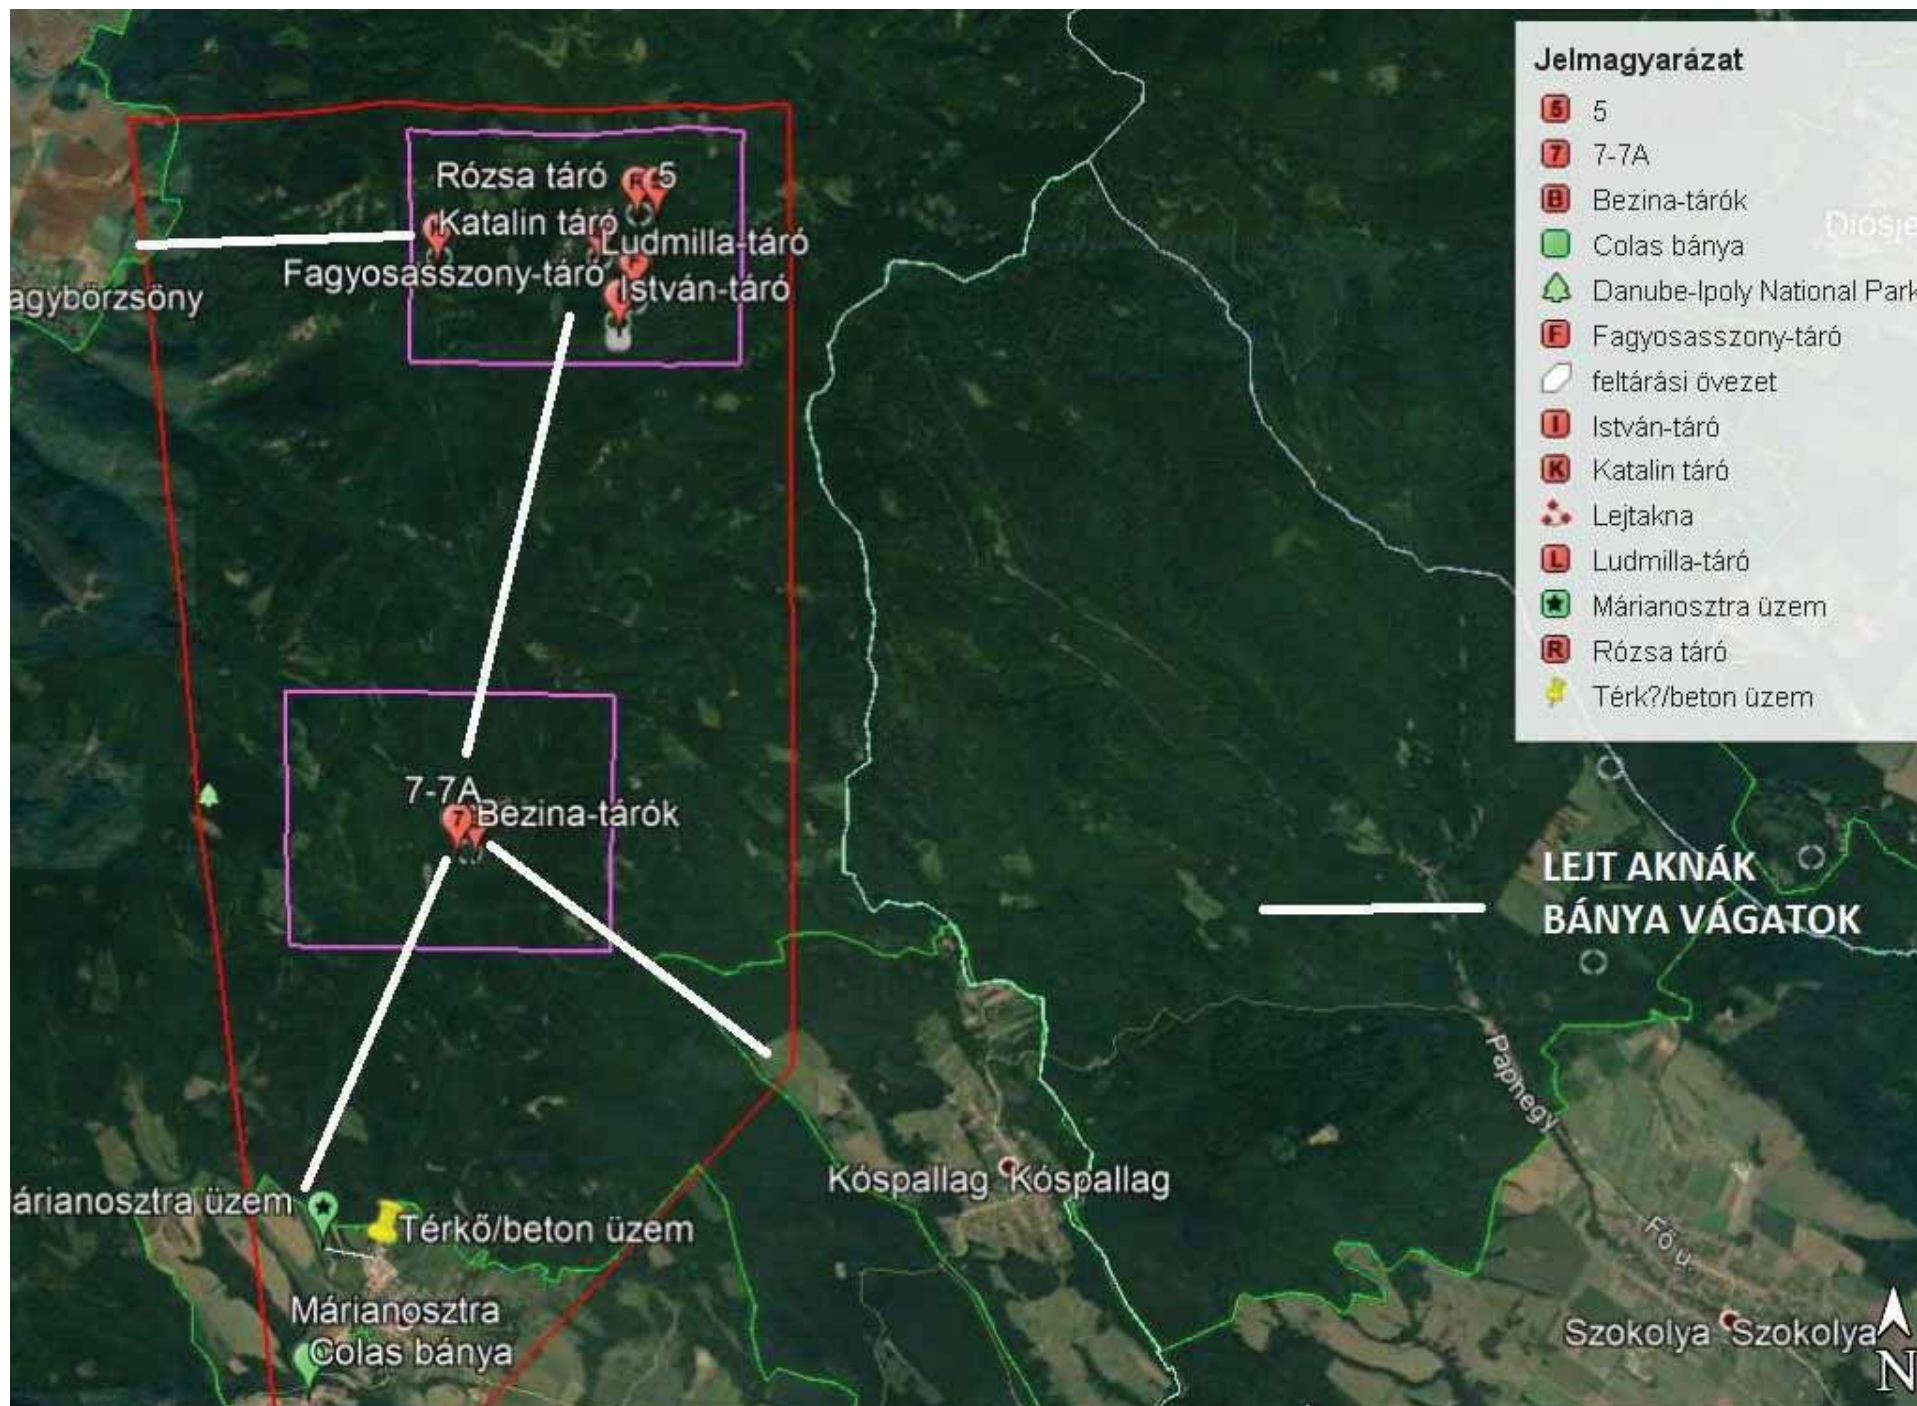 Jelmagyarázat
5
7-7A
Bezina-tárók
Colas bánya
Danube-Ipoly National Park
Fagyosasszony-táró
feltárási övezet
István-táró
Katalin táró
Lejtakna
Ludmilla-táró
Márianosztra üzem
Rózsa táró
Térk?/beton üzem
Diósje
Rózsa táró
5
Katalin táró
Ludmilla-táró
Fagyosasszony-táró
István-táró
agybörzsöny
7-7A
Bezina-tárók
LEJT AKNÁK
BÁNYA VÁGATOK
Paphegy
Kóspallag Kóspallag
árianosztra üzem
Térkő/beton üzem
Fő u.
Márianosztra
Colas bánya
Szokolya Szokolya
N